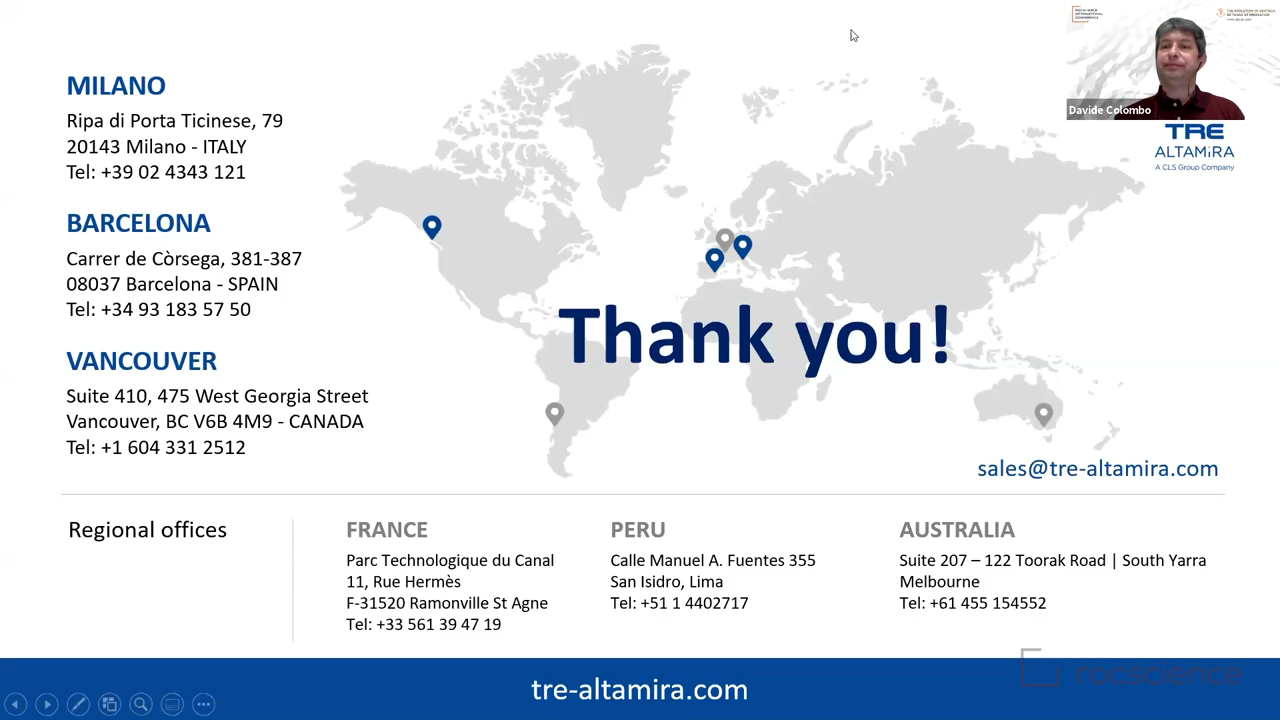 ROCSCIENCE
INTERNATIONAL
CONFERENCE
Davide Colombo
TRE
ALTAMIRA
A CLS Group Company
MILANO
Ripa di Porta Ticinese, 79
20143 Milano - ITALY
Tel: +39 02 4343 121
BARCELONA
Carrer de Còrsega, 381-387
08037 Barcelona - SPAIN
Tel: +34 93 183 57 50
VANCOUVER
Suite 410, 475 West Georgia Street
Vancouver, BC V6B 4M9 - CANADA
Tel: +1 604 331 2512
Thank you!
sales@tre-altamira.com
Regional offices
FRANCE
Parc Technologique du Canal
11, Rue Hermès
F-31520 Ramonville St Agne
Tel: +33 561 39 47 19
PERU
Calle Manuel A. Fuentes 355
San Isidro, Lima
Tel: +51 1 4402717
AUSTRALIA
Suite 207 – 122 Toorak Road | South Yarra
Melbourne
Tel: +61 455 154552
rocscience
tre-altamira.com